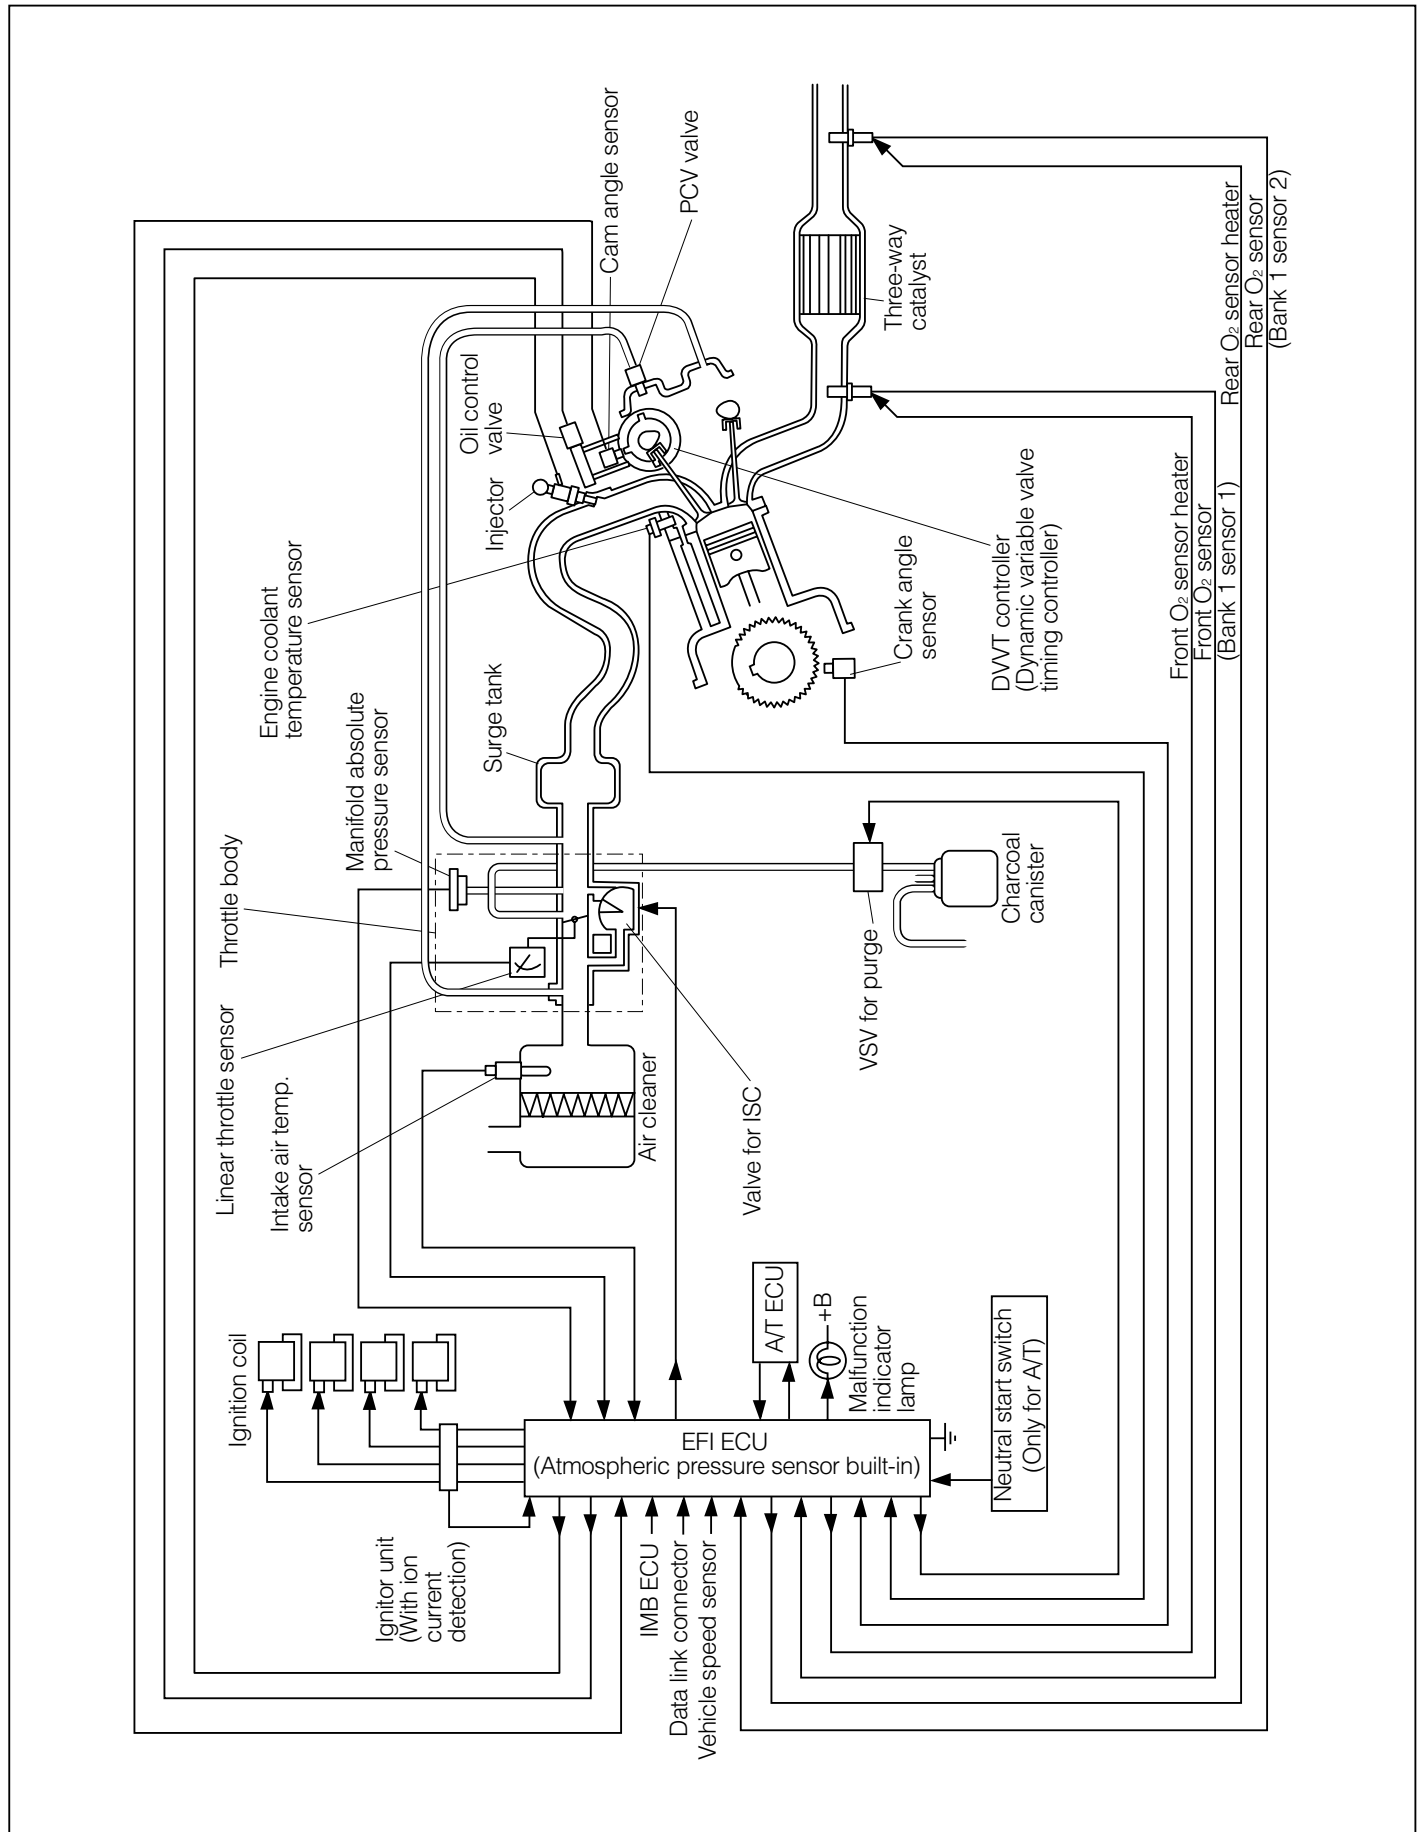 Cam angle sensor
PCV valve
Oil control
valve
Injector
Engine coolant
temperature sensor
Surge tank
Manifold absolute
pressure sensor
Throttle body
Linear throttle sensor
Intake air temp.
sensor
Air cleaner
Valve for ISC
VSV for purge
Charcoal
canister
Crank angle
sensor
DVVT controller
(Dynamic variable valve
timing controller)
Three-way
catalyst
Rear O₂ sensor heater
Rear O₂ sensor
(Bank 1 sensor 2)
Front O₂ sensor heater
Front O₂ sensor
(Bank 1 sensor 1)
Ignition coil
A/T ECU
+B
Malfunction
indicator
lamp
EFI ECU
(Atmospheric pressure sensor built-in)
Neutral start switch
(Only for A/T)
Ignitor unit
(With ion
current
detection)
IMB ECU
Data link connector
Vehicle speed sensor